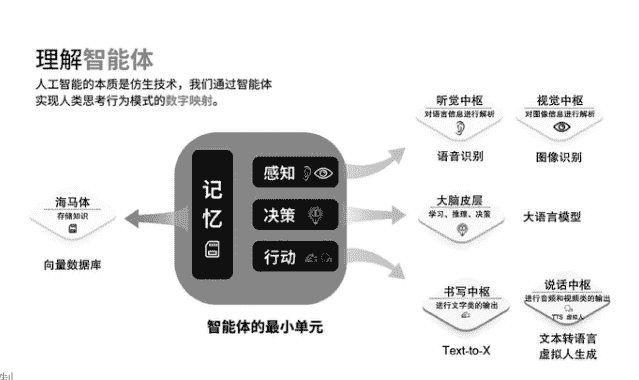 理解智能体
人工智能的本质是仿生技术，我们通过智能体
实现人类思考行为模式的数字映射。
听觉中枢
对语言信息进行解析
语音识别
视觉中枢
对图像信息进行解析
图像识别
记忆
感知
决策
行动
海马体
存储知识
向量数据库
大脑皮层
学习、推理、决策
大语言模型
智能体的最小单元
书写中枢
进行文字类的输出
Text-to-X
说话中枢
进行音频和视频类的输出
TTS 虚拟人
文本转语言
虚拟人生成